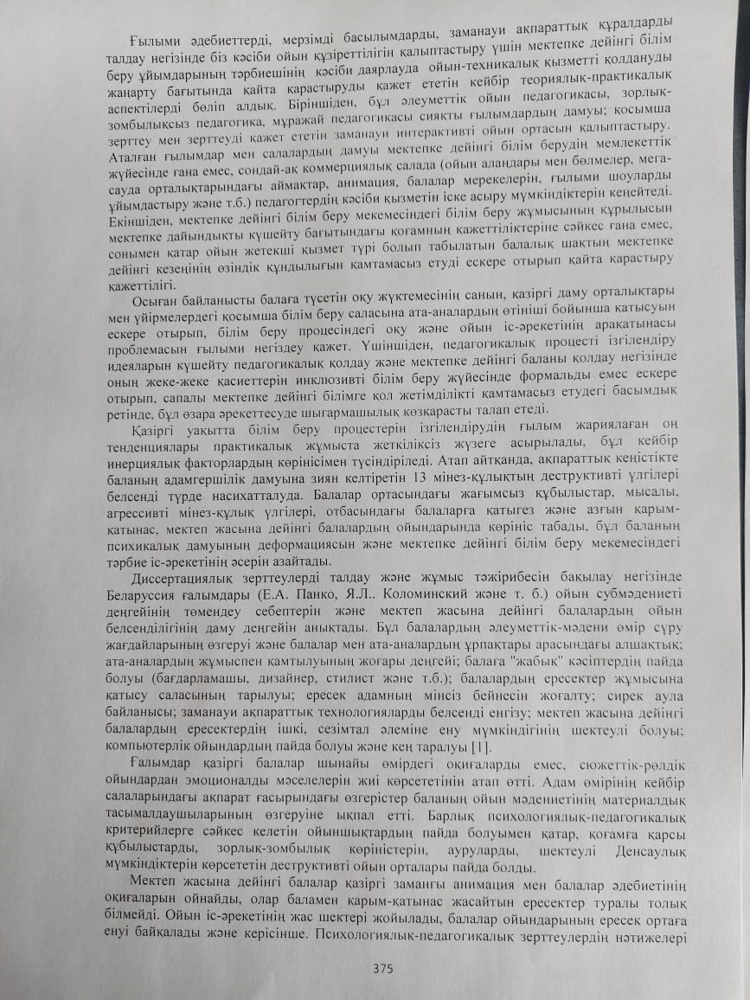 Ғылыми әдебиеттерді, мерзімді басылымдарды, заманауи ақпараттық құралдарды
талдау негізінде біз кәсіби ойын құзіреттілігін қалыптастыру үшін мектепке дейінгі білім
беру ұйымдарының тәрбиешінің кәсіби даярлауда ойын-техникалық қызметті қолдануды
жаңарту бағытында қайта қарастыруды қажет ететін кейбір теориялық-практикалық
аспектілерді бөліп алдық. Біріншіден, бұл әлеуметтік ойын педагогикасы, зорлық-
зомбылықсыз педагогика, мұражай педагогикасы сияқты ғылымдардың дамуы; қосымша
зерттеу мен зерттеуді қажет ететін заманауи интерактивті ойын ортасын қалыптастыру.
Аталған ғылымдар мен салалардың дамуы мектепке дейінгі білім берудің мемлекеттік
жүйесінде ғана емес, сондай-ақ коммерциялық салада (ойын алаңдары мен бөлмелер, мега-
сауда орталықтарындағы аймақтар, анимация, балалар мерекелерін, ғылыми шоуларды
ұйымдастыру және т.б.) педагогтердің кәсіби қызметін іске асыру мүмкіндіктерін кеңейтеді.
Екіншіден, мектепке дейінгі білім беру мекемесіндегі білім беру жұмысының құрылысын
мектепке дайындықты күшейту бағытындағы қоғамның қажеттіліктеріне сәйкес ғана емес,
сонымен қатар ойын жетекші қызмет түрі болып табылатын балалық шақтың мектепке
дейінгі кезеңінің өзіндік құндылығын қамтамасыз етуді ескере отырып қайта қарастыру
қажеттілігі.
Осыған байланысты балаға түсетін оқу жүктемесінің санын, қазіргі даму орталықтары
мен үйірмелердегі қосымша білім беру саласына ата-аналардың өтініші бойынша қатысуын
ескере отырып, білім беру процесіндегі оқу және ойын іс-әрекетінің арақатынасы
проблемасын ғылыми негіздеу қажет. Үшіншіден, педагогикалық процесті ізгілендіру
идеяларын күшейту педагогикалық қолдау және мектепке дейінгі баланы қолдау негізінде
оның жеке-жеке қасиеттерін инклюзивті білім беру жүйесінде формальды емес ескере
отырып, сапалы мектепке дейінгі білімге қол жетімділікті қамтамасыз етудегі басымдық
ретінде, бұл өзара әрекеттесуде шығармашылық көзқарасты талап етеді.
Қазіргі уақытта білім беру процестерін ізгілендірудің ғылым жариялаған оң
тенденциялары практикалық жұмыста жеткіліксіз жүзеге асырылады, бұл кейбір
инерциялық факторлардың көрінісімен түсіндіріледі. Атап айтқанда, ақпараттық кеңістікте
баланың адамгершілік дамуына зиян келтіретін 13 мінез-құлықтың деструктивті үлгілері
белсенді түрде насихатталуда. Балалар ортасындағы жағымсыз құбылыстар, мысалы,
агрессивті мінез-құлық үлгілері, отбасындағы балаларға қатыгез және азғын қарым-
қатынас, мектеп жасына дейінгі балалардың ойындарында көрініс табады, бұл баланың
психикалық дамуының деформациясын және мектепке дейінгі білім беру мекемесіндегі
тәрбие іс-әрекетінің әсерін азайтады.
Диссертациялық зерттеулерді талдау және жұмыс тәжірибесін бақылау негізінде
Беларуссия ғалымдары (Е.А. Панко, Я.Л.. Коломинский және т. б.) ойын субмәдениеті
деңгейінің төмендеу себептерін және мектеп жасына дейінгі балалардың ойын
белсенділігінің даму деңгейін анықтады. Бұл балалардың әлеуметтік-мәдени өмір сүру
жағдайларының өзгеруі және балалар мен ата-аналардың ұрпақтары арасындағы алшақтық;
ата-аналардың жұмыспен қамтылуының жоғары деңгейі; балаға "жабық" кәсіптердің пайда
болуы (бағдарламашы, дизайнер, стилист және т.б.); балалардың ересектер жұмысына
қатысу саласының тарылуы; ересек адамның мінсіз бейнесін жоғалту; сирек аула
байланысы; заманауи ақпараттық технологияларды белсенді енгізу; мектеп жасына дейінгі
балалардың ересектердің ішкі, сезімтал әлеміне ену мүмкіндігінің шектеулі болуы;
компьютерлік ойындардың пайда болуы және кең таралуы [1].
Ғалымдар қазіргі балалар шынайы өмірдегі оқиғаларды емес, сюжеттік-рөлдік
ойындардан эмоционалды мәселелерін жиі көрсететінін атап өтті. Адам өмірінің кейбір
салаларындағы ақпарат ғасырындағы өзгерістер баланың ойын мәдениетінің материалдық
тасымалдаушыларының өзгеруіне ықпал етті. Барлық психологиялық-педагогикалық
критерийлерге сәйкес келетін ойыншықтардың пайда болуымен қатар, қоғамға қарсы
құбылыстарды, зорлық-зомбылық көріністерін, ауруларды, шектеулі Денсаулық
мүмкіндіктерін көрсететін деструктивті ойын орталары пайда болды.
Мектеп жасына дейінгі балалар қазіргі заманғы анимация мен балалар әдебиетінің
оқиғаларын ойнайды, олар баламен қарым-қатынас жасайтын ересектер туралы толық
білмейді. Ойын іс-әрекетінің жас шектері жойылады, балалар ойындарының ересек ортаға
енуі байқалады және керісінше. Психологиялық-педагогикалық зерттеулердің нәтижелері
375